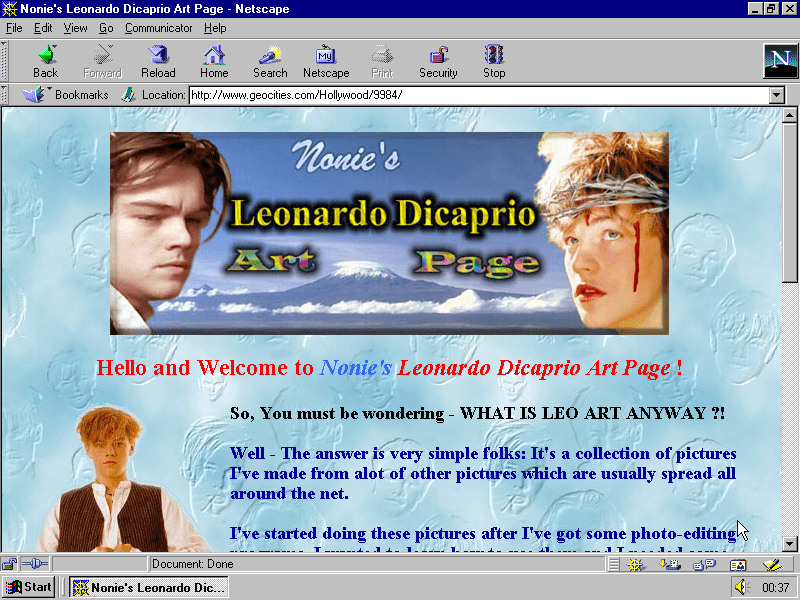 Nonie's Leonardo Dicaprio Art Page - Netscape
File Edit View Go Communicator Help
Back Forward Reload Home Search My Netscape Print Security Stop
N
Bookmarks Location: http://www.geocities.com/Hollywood/9984/
Nonie's
Leonardo Dicaprio
Art Page
Hello and Welcome to Nonie's Leonardo Dicaprio Art Page !
So, You must be wondering - WHAT IS LEO ART ANYWAY ?!
Well - The answer is very simple folks: It's a collection of pictures
I've made from alot of other pictures which are usually spread all
around the net.
I've started doing these pictures after I've got some photo-editing
Document: Done
Start Nonie's Leonardo Dic... 00:37